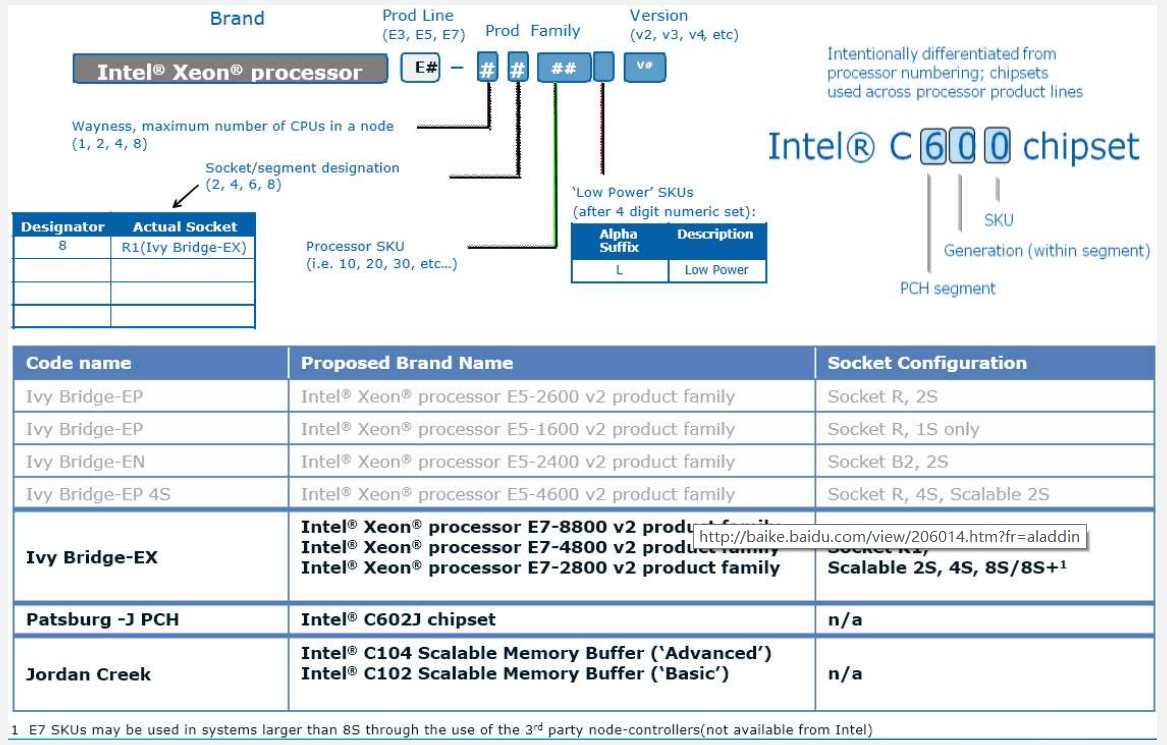 Brand
Prod Line
(E3, E5, E7)
Prod Family
Version
(v2, v3, v4, etc)
Intel® Xeon® processor E# – # # ## V#
Wayness, maximum number of CPUs in a node
(1, 2, 4, 8)
Socket/segment designation
(2, 4, 6, 8)
Designator Actual Socket
8 R1(Ivy Bridge-EX)
Processor SKU
(i.e. 10, 20, 30, etc…)
‘Low Power’ SKUs
(after 4 digit numeric set):
Alpha Suffix Description
L Low Power
Intentionally differentiated from
processor numbering; chipsets
used across processor product lines
Intel® C600 chipset
SKU
Generation (within segment)
PCH segment
Code name Proposed Brand Name Socket Configuration
Ivy Bridge-EP Intel® Xeon® processor E5-2600 v2 product family Socket R, 2S
Ivy Bridge-EP Intel® Xeon® processor E5-1600 v2 product family Socket R, 1S only
Ivy Bridge-EN Intel® Xeon® processor E5-2400 v2 product family Socket B2, 2S
Ivy Bridge-EP 4S Intel® Xeon® processor E5-4600 v2 product family Socket R, 4S, Scalable 2S
Ivy Bridge-EX
Intel® Xeon® processor E7-8800 v2 product family
Intel® Xeon® processor E7-4800 v2 product family
Intel® Xeon® processor E7-2800 v2 product family
http://baike.baidu.com/view/206014.htm?fr=aladdin
Socket R1,
Scalable 2S, 4S, 8S/8S+1
Patsburg -J PCH Intel® C602J chipset n/a
Jordan Creek
Intel® C104 Scalable Memory Buffer (‘Advanced’)
Intel® C102 Scalable Memory Buffer (‘Basic’)
n/a
1 E7 SKUs may be used in systems larger than 8S through the use of the 3rd party node-controllers(not available from Intel)